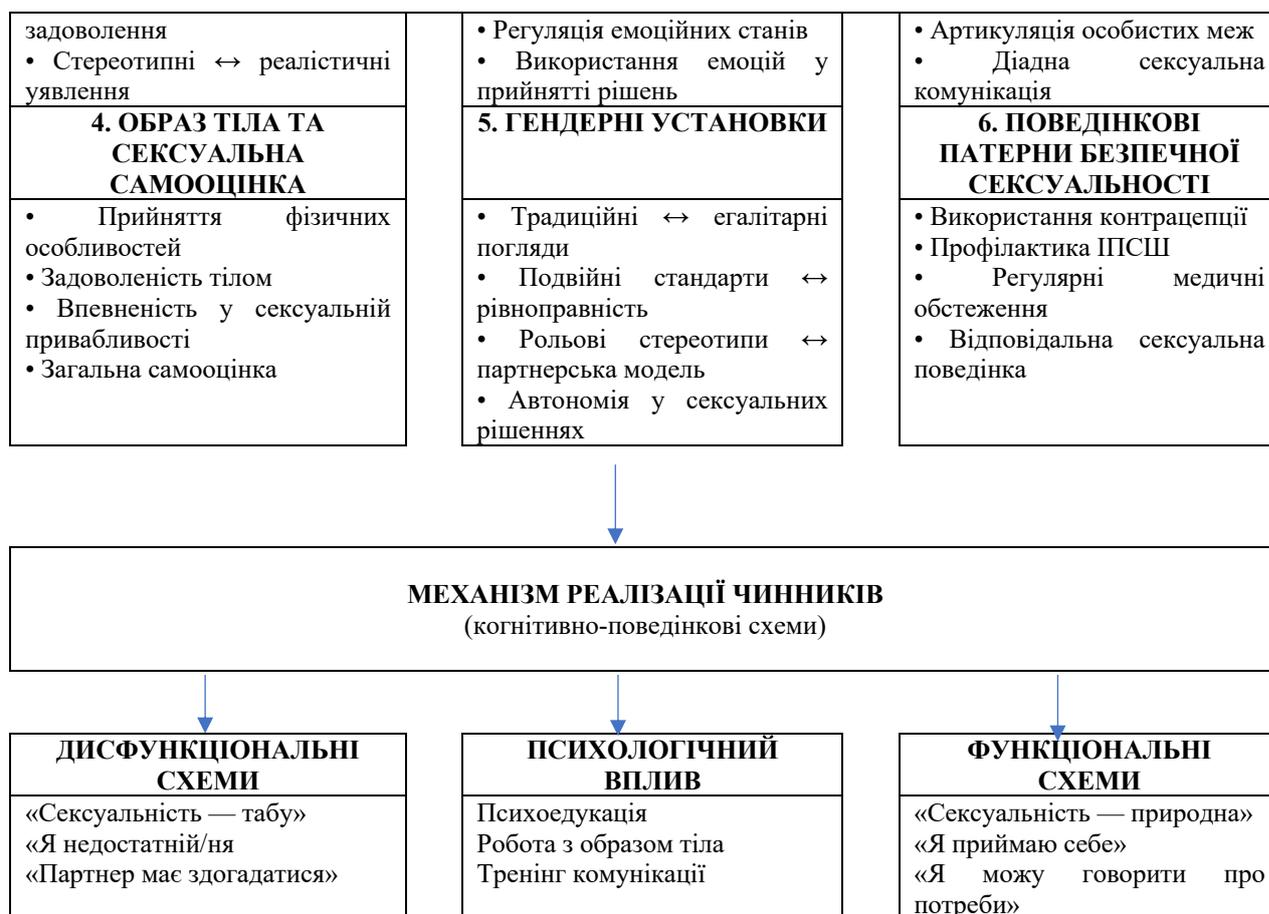 задоволення
• Стереотипні ↔ реалістичні
уявлення
4. ОБРАЗ ТІЛА ТА
СЕКСУАЛЬНА
САМООЦІНКА
• Прийняття фізичних
особливостей
• Задоволеність тілом
• Впевненість у сексуальній
привабливості
• Загальна самооцінка
• Регуляція емоційних станів
• Використання емоцій у
прийнятті рішень
5. ГЕНДЕРНІ УСТАНОВКИ
• Традиційні ↔ егалітарні
погляди
• Подвійні стандарти ↔
рівноправність
• Рольові стереотипи ↔
партнерська модель
• Автономія у сексуальних
рішеннях
• Артикуляція особистих меж
• Діадна сексуальна
комунікація
6. ПОВЕДІНКОВІ
ПАТЕРНИ БЕЗПЕЧНОЇ
СЕКСУАЛЬНОСТІ
• Використання контрацепції
• Профілактика ІПСШ
• Регулярні медичні
обстеження
• Відповідальна сексуальна
поведінка
МЕХАНІЗМ РЕАЛІЗАЦІЇ ЧИННИКІВ
(когнітивно-поведінкові схеми)
ДИСФУНКЦІОНАЛЬНІ
СХЕМИ
«Сексуальність — табу»
«Я недостатній/ня
«Партнер має здогадатися»
ПСИХОЛОГІЧНИЙ
ВПЛИВ
Психоедукація
Робота з образом тіла
Тренінг комунікації
ФУНКЦІОНАЛЬНІ
СХЕМИ
«Сексуальність — природна»
«Я приймаю себе»
«Я можу говорити про
потреби»